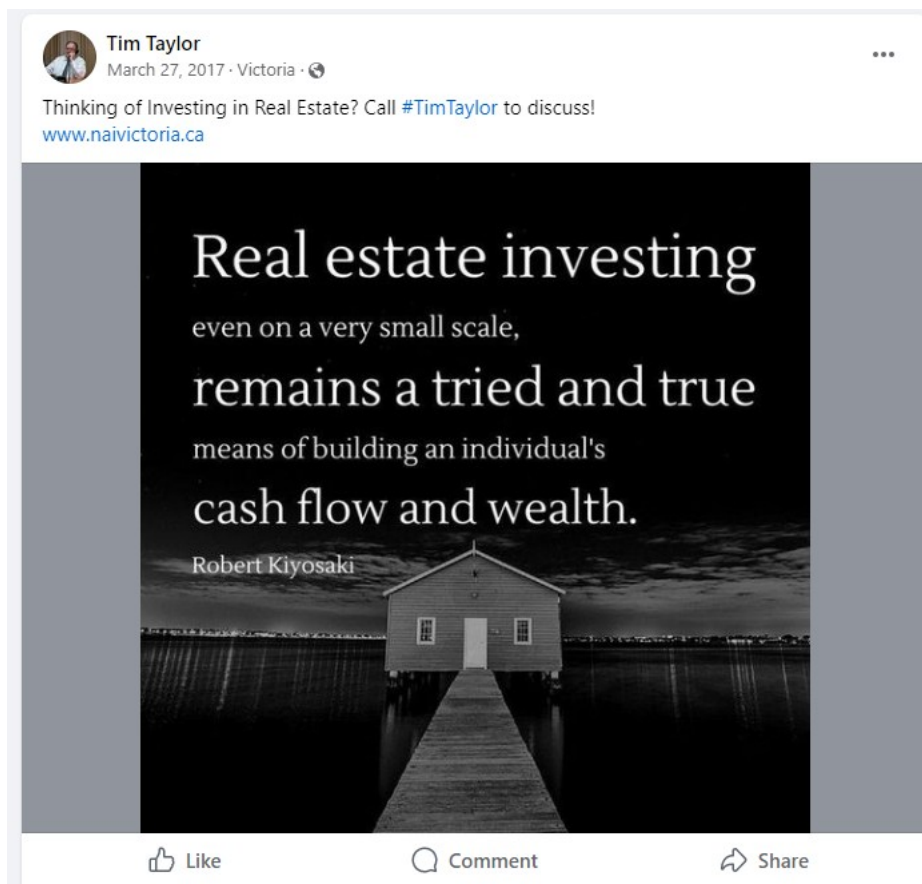 Tim Taylor
March 27, 2017 · Victoria ·
Thinking of Investing in Real Estate? Call #TimTaylor to discuss!
www.naivictoria.ca
Real estate investing
even on a very small scale,
remains a tried and true
means of building an individual's
cash flow and wealth.
Robert Kiyosaki
Like Comment Share